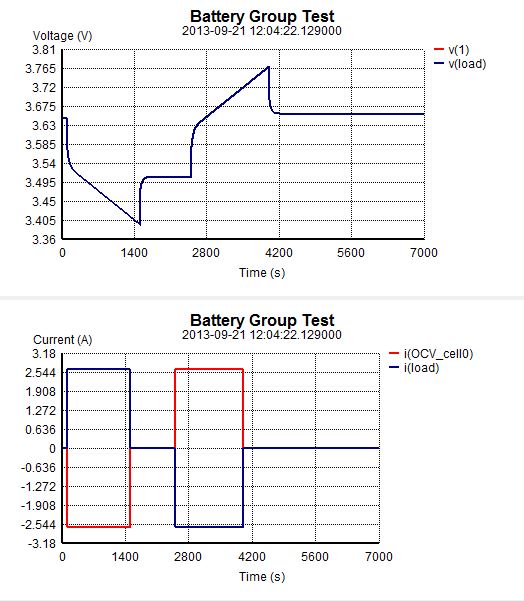 Battery Group Test
2013-09-21 12:04:22.129000
Voltage (V)
v(1)
v(load)
3.81
3.765
3.72
3.675
3.63
3.585
3.54
3.495
3.45
3.405
3.36
0 1400 2800 4200 5600 7000
Time (s)
Battery Group Test
2013-09-21 12:04:22.129000
Current (A)
i(OCV_cell0)
i(load)
3.18
2.544
1.908
1.272
0.636
0
-0.636
-1.272
-1.908
-2.544
-3.18
0 1400 2800 4200 5600 7000
Time (s)